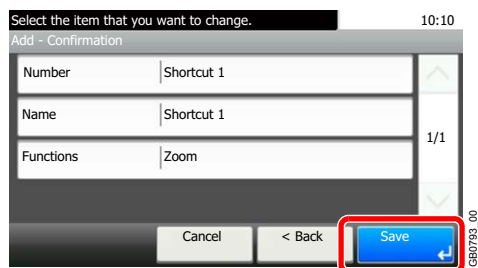 Select the item that you want to change.
10:10
Add - Confirmation
Number Shortcut 1
Name Shortcut 1
1/1
Functions Zoom
Cancel < Back Save
GB0793_00